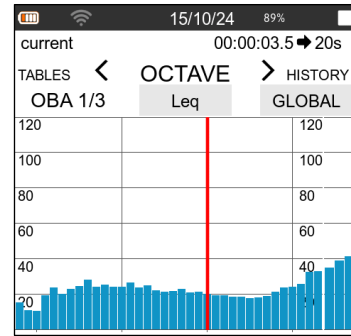 15/10/24 89%
current 00:00:03.5 ➡ 20s
TABLES < OCTAVE > HISTORY
OBA 1/3 Leq GLOBAL
120 120
100 100
80 80
60 60
40 40
20